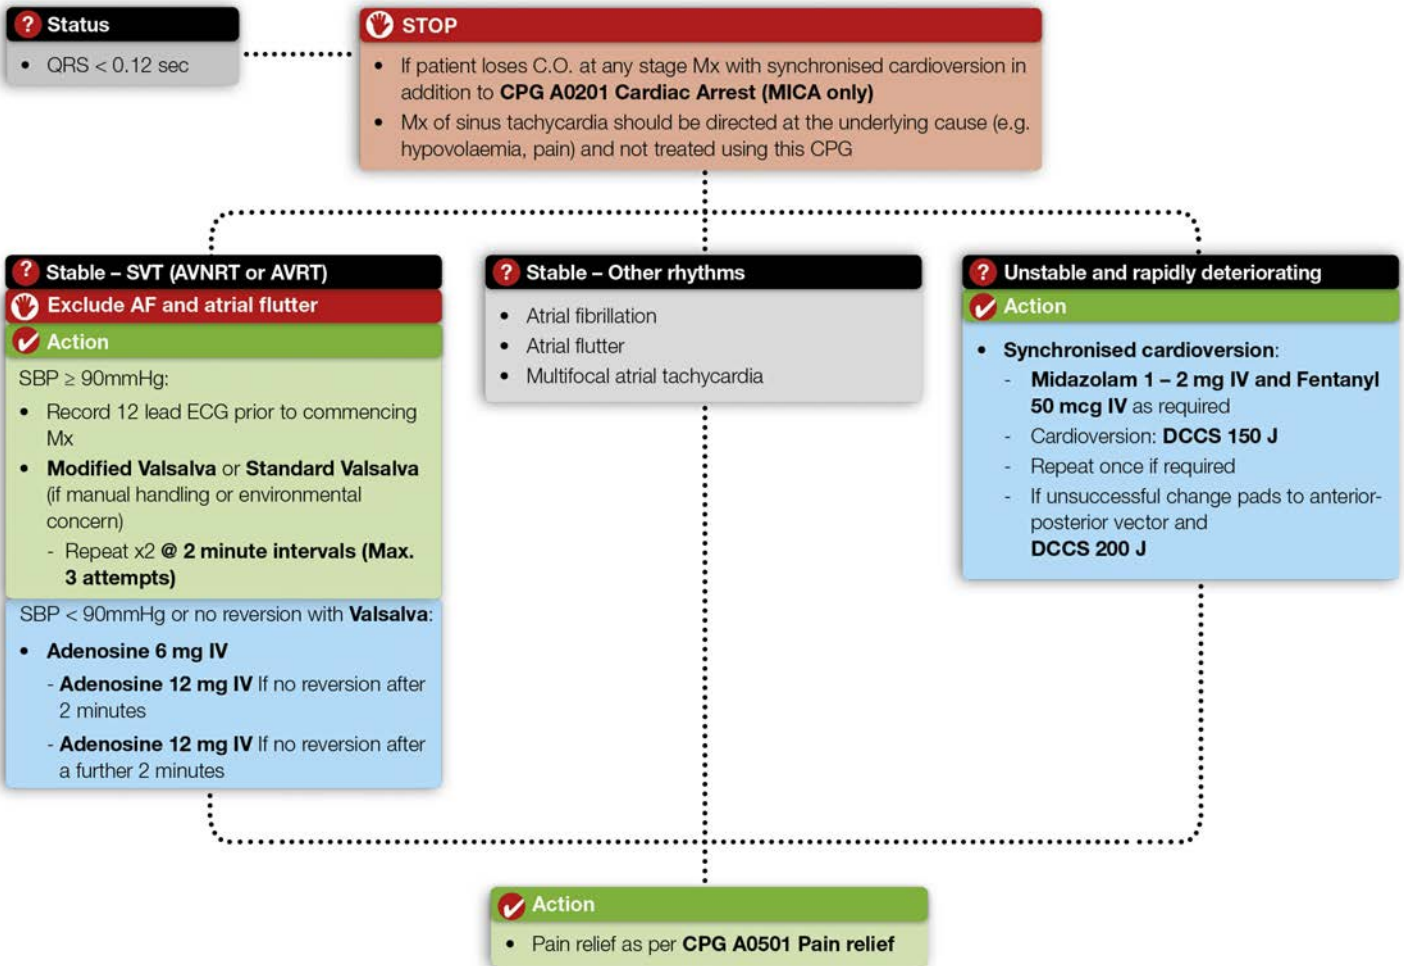 Status
• QRS < 0.12 sec
STOP
• If patient loses C.O. at any stage Mx with synchronised cardioversion in
addition to CPG A0201 Cardiac Arrest (MICA only)
• Mx of sinus tachycardia should be directed at the underlying cause (e.g.
hypovolaemia, pain) and not treated using this CPG
Stable – SVT (AVNRT or AVRT)
Exclude AF and atrial flutter
Action
SBP ≥ 90mmHg:
• Record 12 lead ECG prior to commencing
Mx
• Modified Valsalva or Standard Valsalva
(if manual handling or environmental
concern)
- Repeat x2 @ 2 minute intervals (Max.
3 attempts)
SBP < 90mmHg or no reversion with Valsalva:
• Adenosine 6 mg IV
- Adenosine 12 mg IV If no reversion after
2 minutes
- Adenosine 12 mg IV If no reversion after
a further 2 minutes
Stable – Other rhythms
• Atrial fibrillation
• Atrial flutter
• Multifocal atrial tachycardia
Unstable and rapidly deteriorating
Action
• Synchronised cardioversion:
- Midazolam 1 – 2 mg IV and Fentanyl
50 mcg IV as required
- Cardioversion: DCCS 150 J
- Repeat once if required
- If unsuccessful change pads to anterior-
posterior vector and
DCCS 200 J
Action
• Pain relief as per CPG A0501 Pain relief